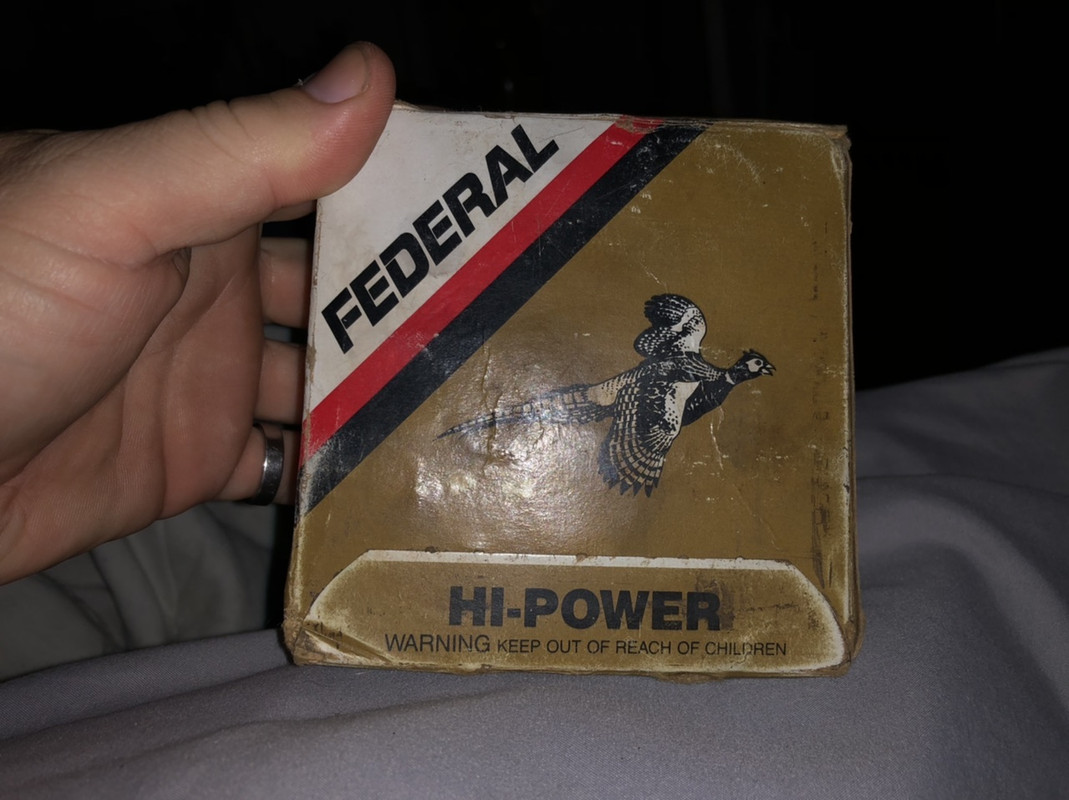 FEDERAL
HI-POWER
WARNING KEEP OUT OF REACH OF CHILDREN